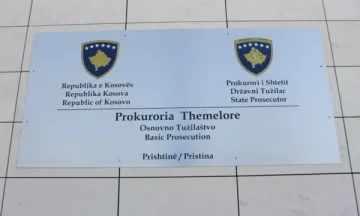 Republika e Kosovës
Republika Kosova
Republic of Kosovo
Prokurori i Shtetit
Državni Tužilac
State Prosecutor
Prokuroria Themelore
Osnovno Tužilaštvo
Basic Prosecution
Prishtinë / Pristina